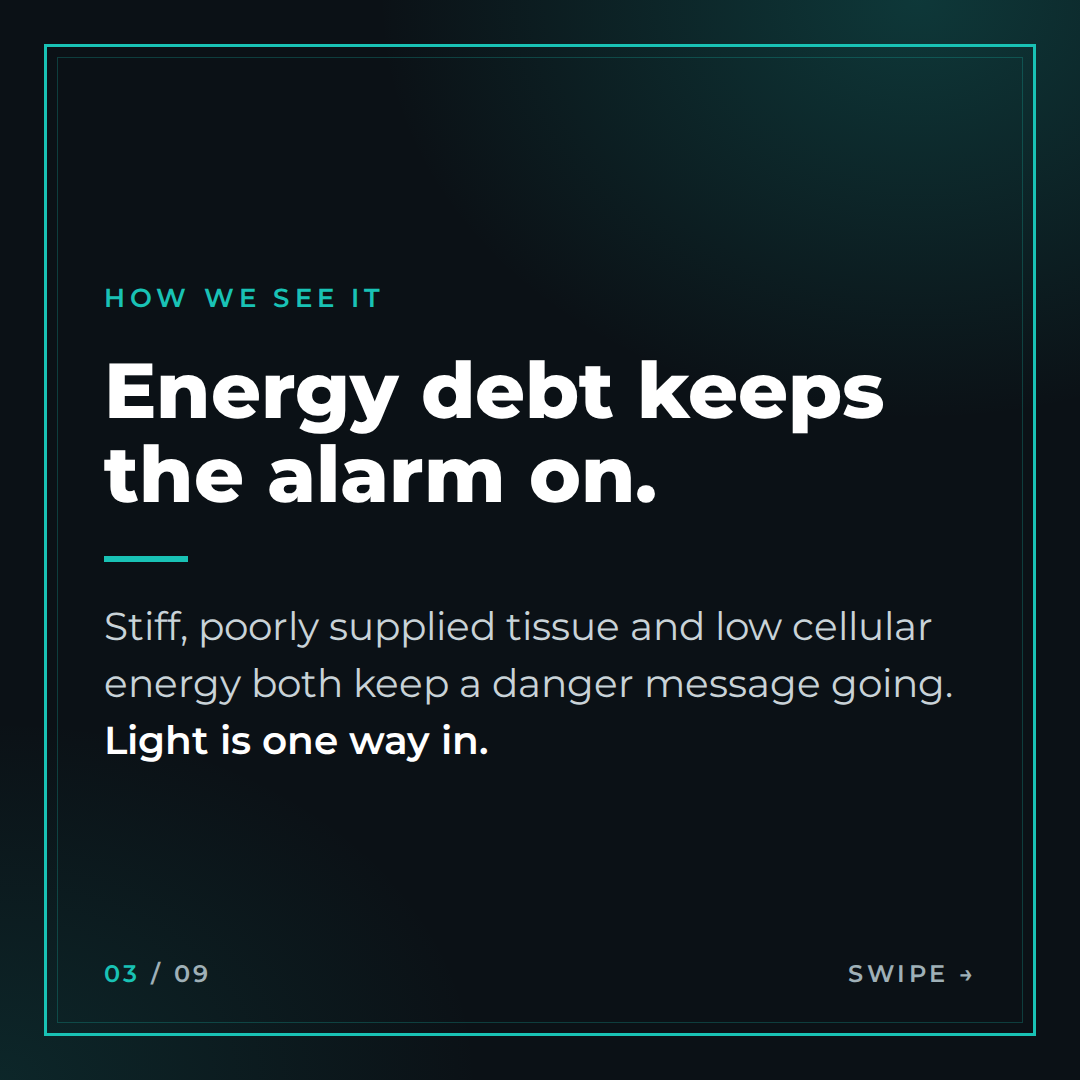 HOW WE SEE IT
Energy debt keeps
the alarm on.
Stiff, poorly supplied tissue and low cellular
energy both keep a danger message going.
Light is one way in.
03 / 09
SWIPE →